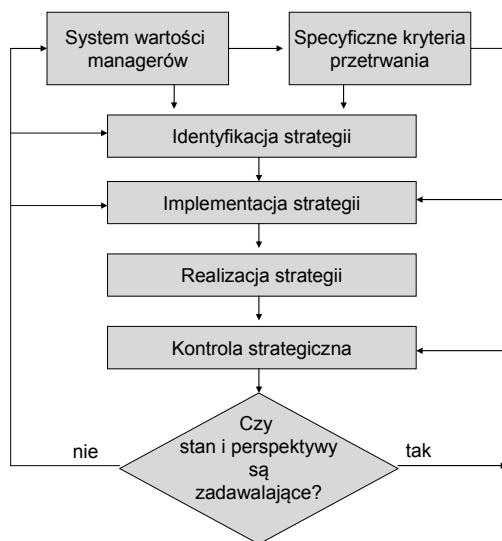 System wartości
managerów
Specyficzne kryteria
przetrwania
Identyfikacja strategii
Implementacja strategii
Realizacja strategii
Kontrola strategiczna
Czy
stan i perspektywy
są
zadawalające?
nie
tak